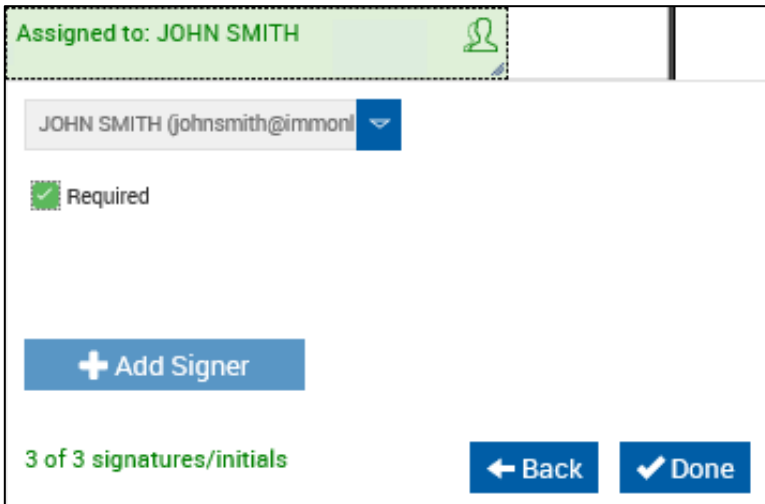 Assigned to: JOHN SMITH
JOHN SMITH (johnsmith@immonl
Required
Add Signer
3 of 3 signatures/initials
Back
Done